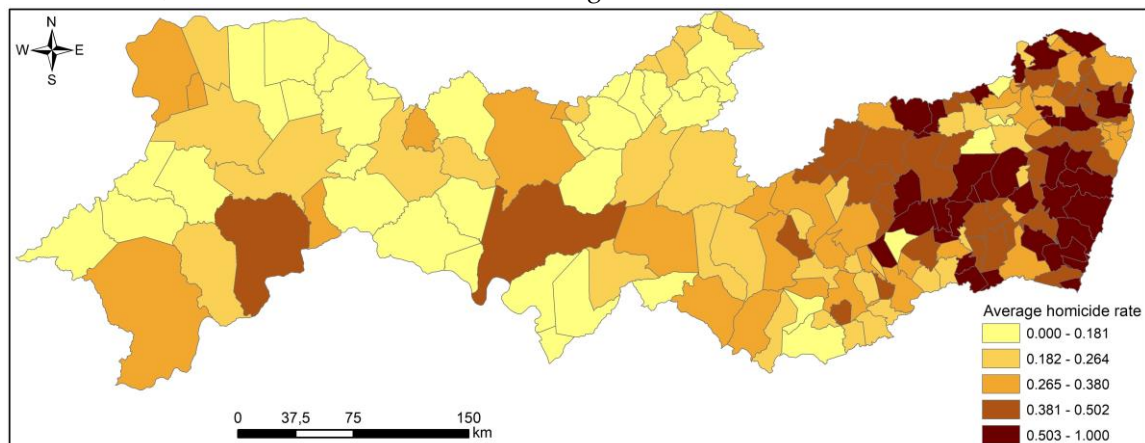 N
W E
S
Average homicide rate
0.000 - 0.181
0.182 - 0.264
0.265 - 0.380
0.381 - 0.502
0.503 - 1.000
0 37,5 75 150
km